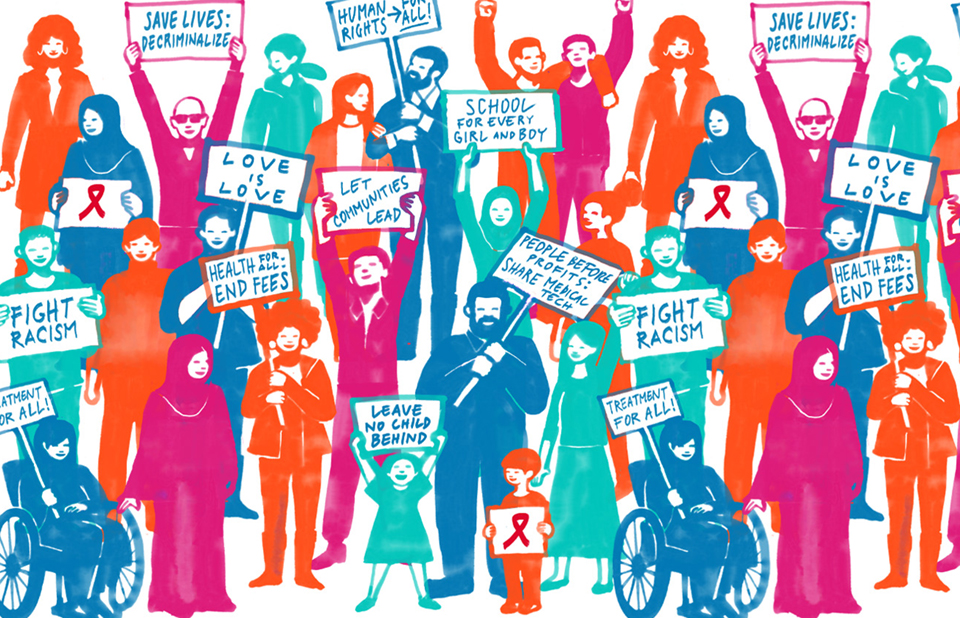 SAVE LIVES:
DECRIMINALIZE
HUMAN FOR
RIGHTS ALL!
SAVE LIVES:
DECRIMINALIZE
SCHOOL
FOR EVERY
GIRL AND BOY
LOVE
IS
LOVE
LET
COMMUNITIES
LEAD
LOVE
IS
LOVE
PEOPLE BEFORE
PROFITS:
SHARE MEDICAL
TECH
HEALTH FOR
ALL:
END FEES
HEALTH FOR
ALL:
END FEES
FIGHT
RACISM
FIGHT
RACISM
TREATMENT
FOR ALL!
LEAVE
NO CHILD
BEHIND
TREATMENT
FOR ALL!